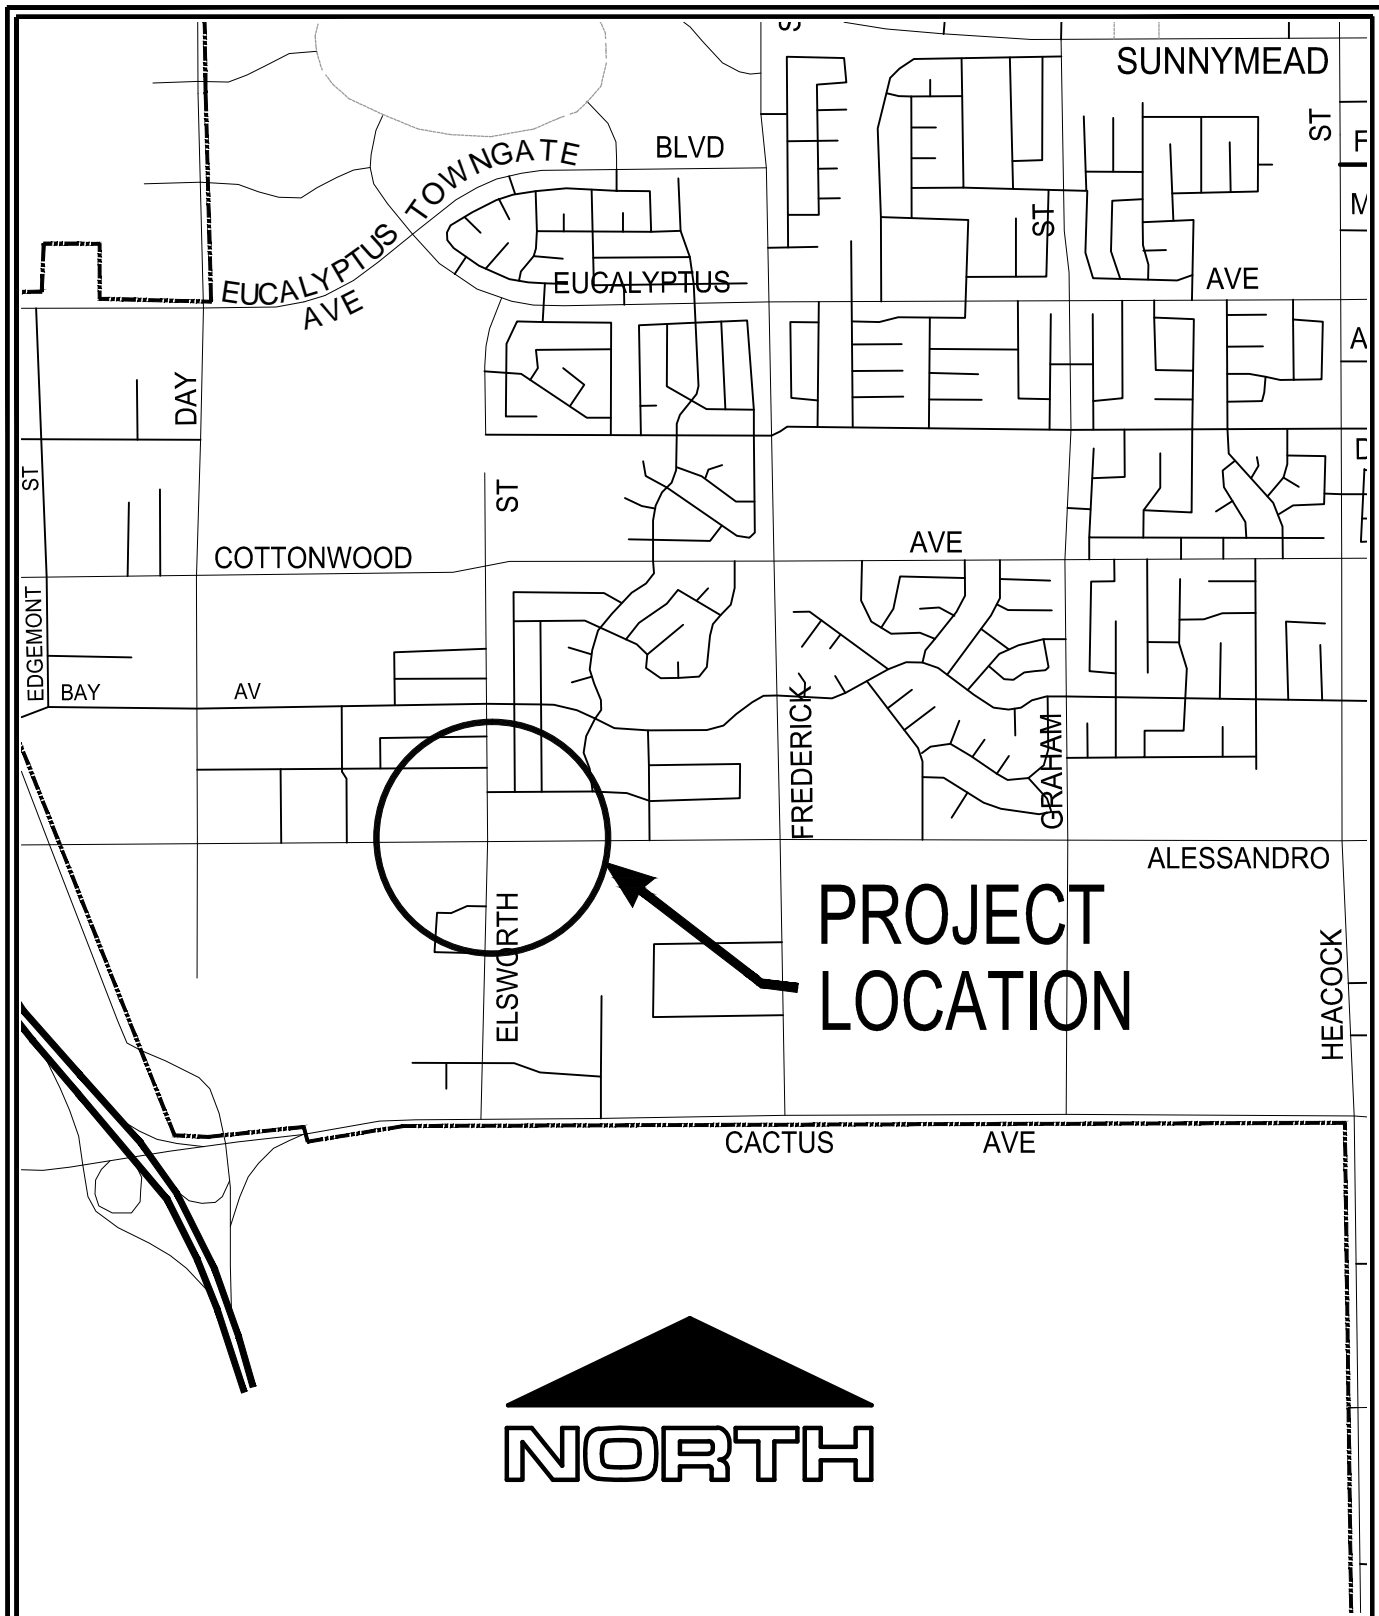 SUNNYMEAD
ST
BLVD
TOWNGATE
EUCALYPTUS
AVE
ST
EUCALYPTUS
AVE
DAY
ST
ST
COTTONWOOD
AVE
EDGEMONT
BAY
AV
FREDERICK
GRAHAM
ALESSANDRO
PROJECT
LOCATION
ELSWORTH
HEACOCK
CACTUS
AVE
NORTH